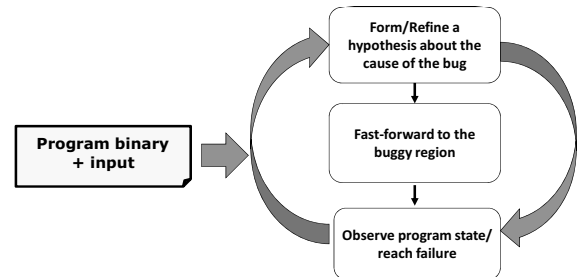 Form/Refine a
hypothesis about the
cause of the bug
Program binary
+ input
Fast-forward to the
buggy region
Observe program state/
reach failure